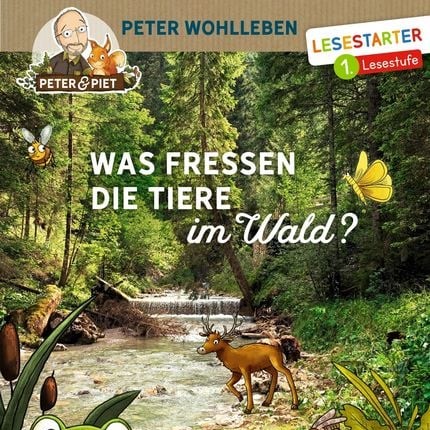 PETER WOHLLEBEN
LESESTARTER
1. Lesestufe
PETER & PIET
WAS FRESSEN
DIE TIERE
im Wald?